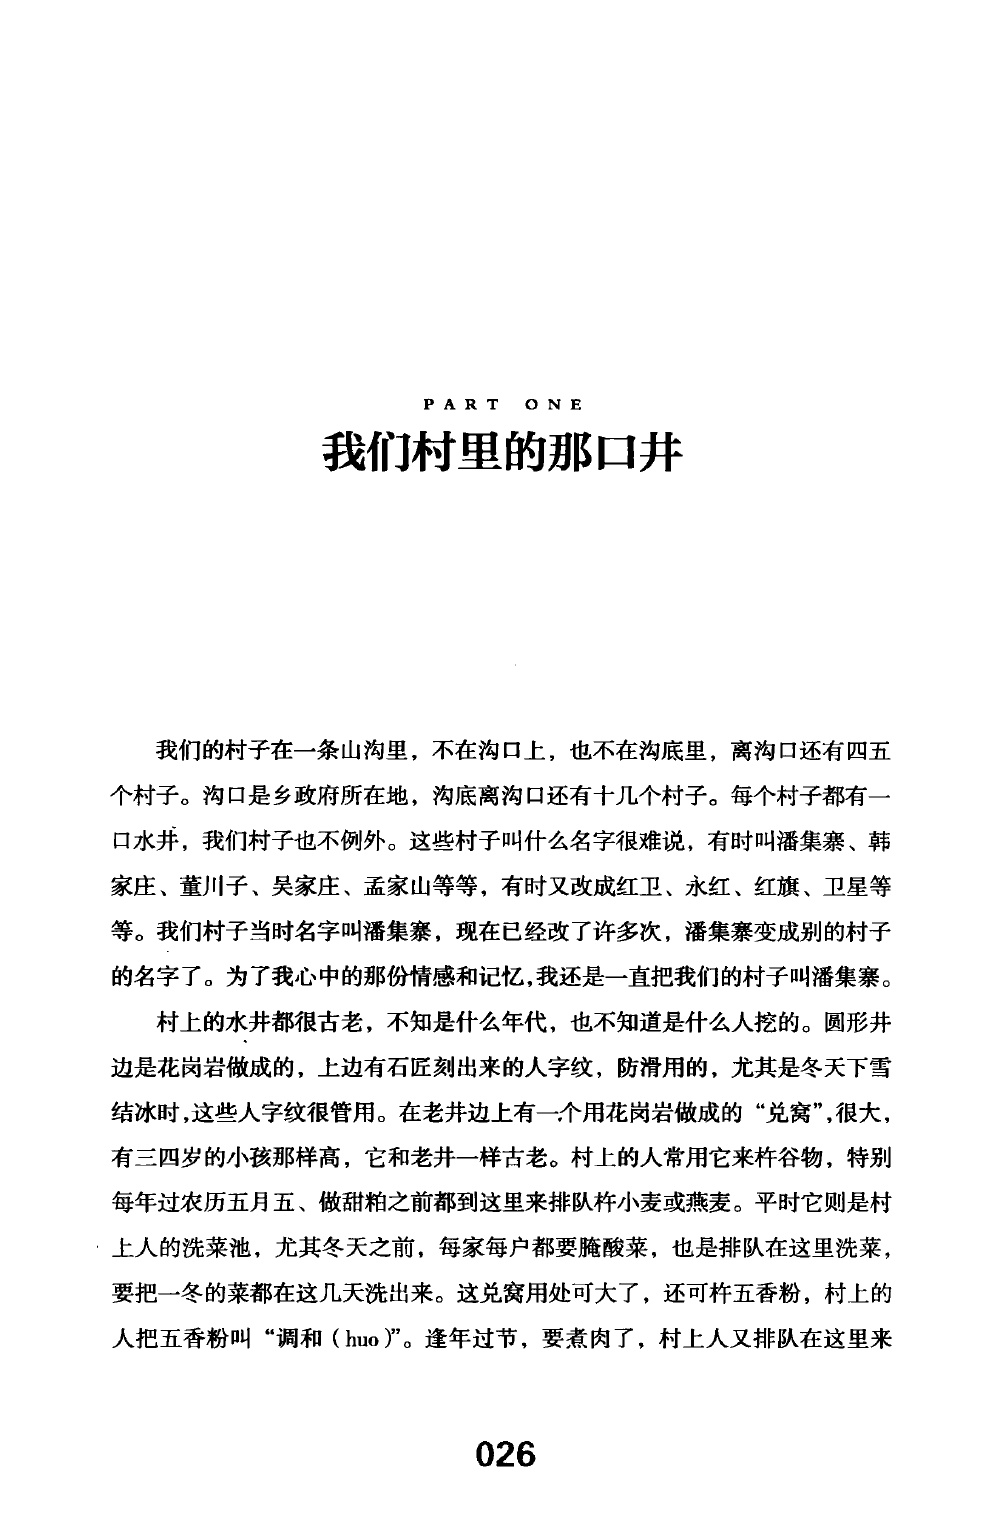 PART ONE
我们村里的那口井
我们的村子在一条山沟里，不在沟口上，也不在沟底里，离沟口还有四五
个村子。沟口是乡政府所在地，沟底离沟口还有十几个村子。每个村子都有一
口水井，我们村子也不例外。这些村子叫什么名字很难说，有时叫潘集寨、韩
家庄、董川子、吴家庄、孟家山等等，有时又改成红卫、永红、红旗、卫星等
等。我们村子当时名字叫潘集寨，现在已经改了许多次，潘集寨变成别的村子
的名字了。为了我心中的那份情感和记忆，我还是一直把我们的村子叫潘集寨。
村上的水井都很古老，不知是什么年代，也不知道是什么人挖的。圆形井
边是花岗岩做成的，上边有石匠刻出来的人字纹，防滑用的，尤其是冬天下雪
结冰时，这些人字纹很管用。在老井边上有一个用花岗岩做成的“兑窝”，很大，
有三四岁的小孩那样高，它和老井一样古老。村上的人常用它来杵谷物，特别
每年过农历五月五、做甜粕之前都到这里来排队杵小麦或燕麦。平时它则是村
上人的洗菜池，尤其冬天之前，每家每户都要腌酸菜，也是排队在这里洗菜，
要把一冬的菜都在这几天洗出来。这兑窝用处可大了，还可杵五香粉，村上的
人把五香粉叫“调和（huo）”。逢年过节，要煮肉了，村上人又排队在这里来
026